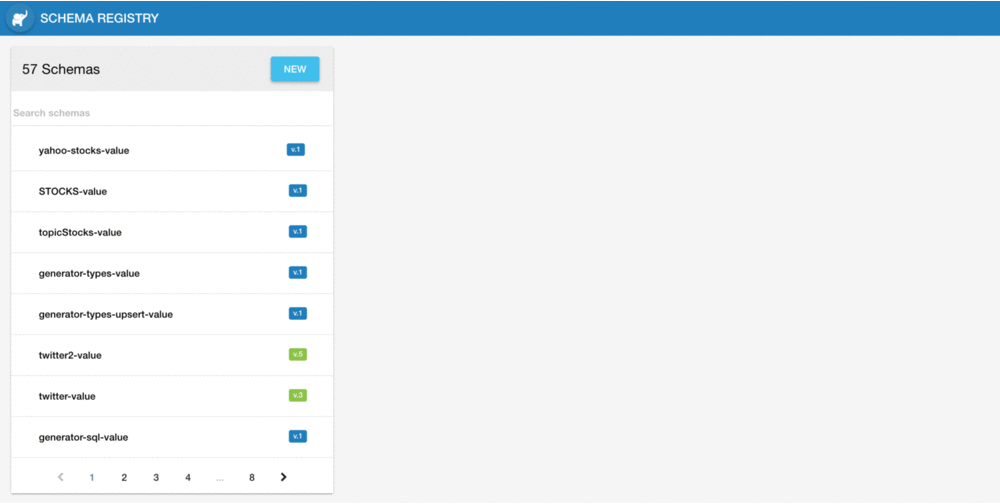 SCHEMA REGISTRY
57 Schemas NEW
Search schemas
yahoo-stocks-value v.1
STOCKS-value v.1
topicStocks-value v.1
generator-types-value v.1
generator-types-upsert-value v.1
twitter2-value v.5
twitter-value v.3
generator-sql-value v.1
1 2 3 4 ... 8